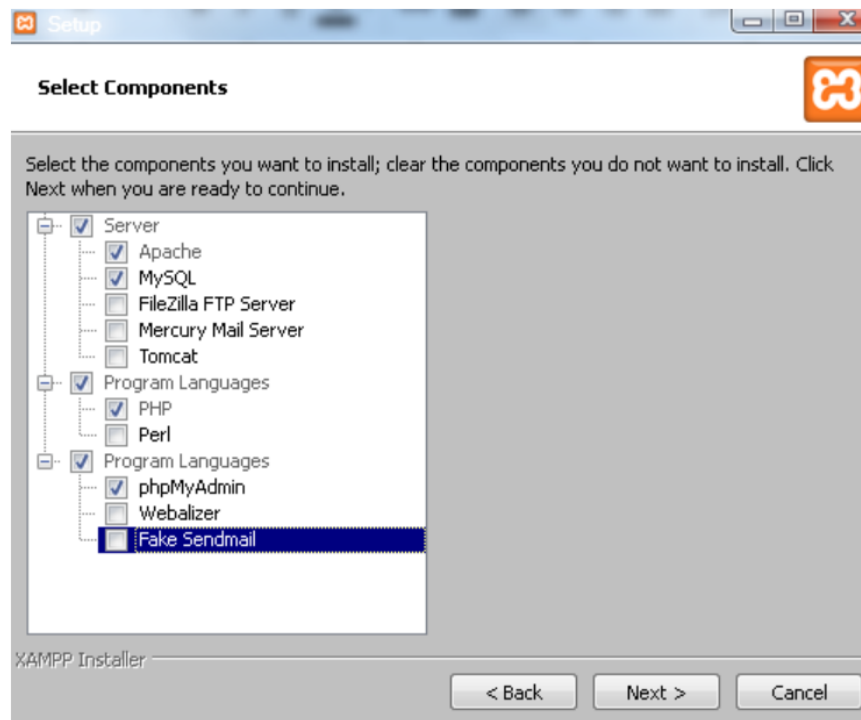 Setup
Select Components
Select the components you want to install; clear the components you do not want to install. Click
Next when you are ready to continue.
Server
Apache
MySQL
FileZilla FTP Server
Mercury Mail Server
Tomcat
Program Languages
PHP
Perl
Program Languages
phpMyAdmin
Webalizer
Fake Sendmail
XAMPP Installer
< Back Next > Cancel